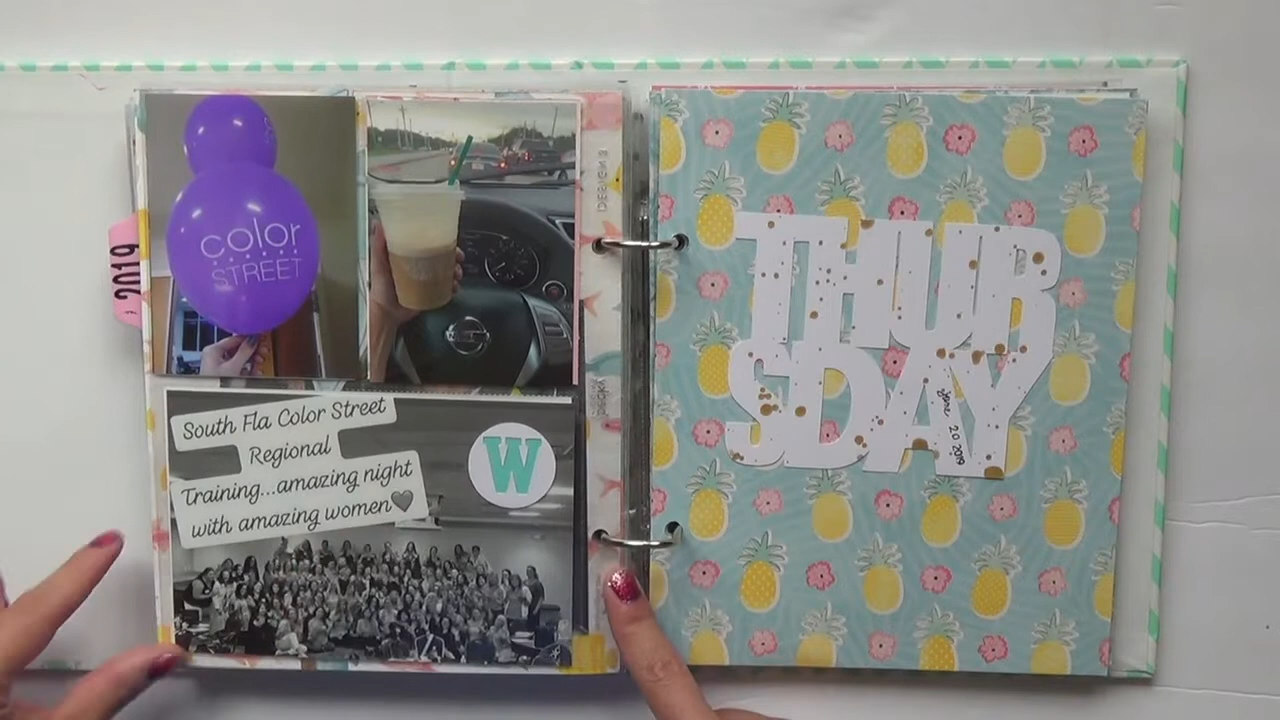 2019
color
STREET
South Fla Color Street
Regional
Training...amazing night
with amazing women🖤
W
THUR
SDAY
June 20 2019